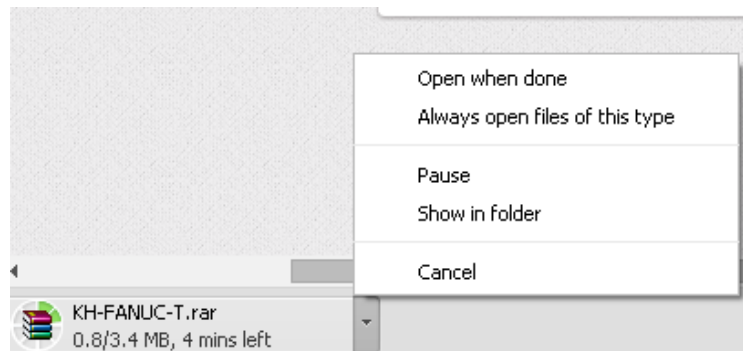 Open when done
Always open files of this type
Pause
Show in folder
Cancel
KH-FANUC-T.rar
0.8/3.4 MB, 4 mins left